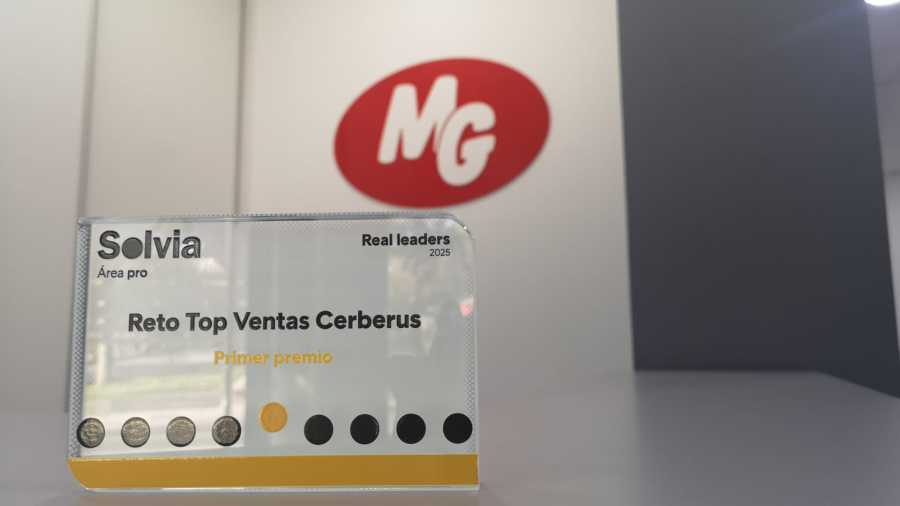 MG
Solvia
Área pro
Real leaders
2025
Reto Top Ventas Cerberus
Primer premio